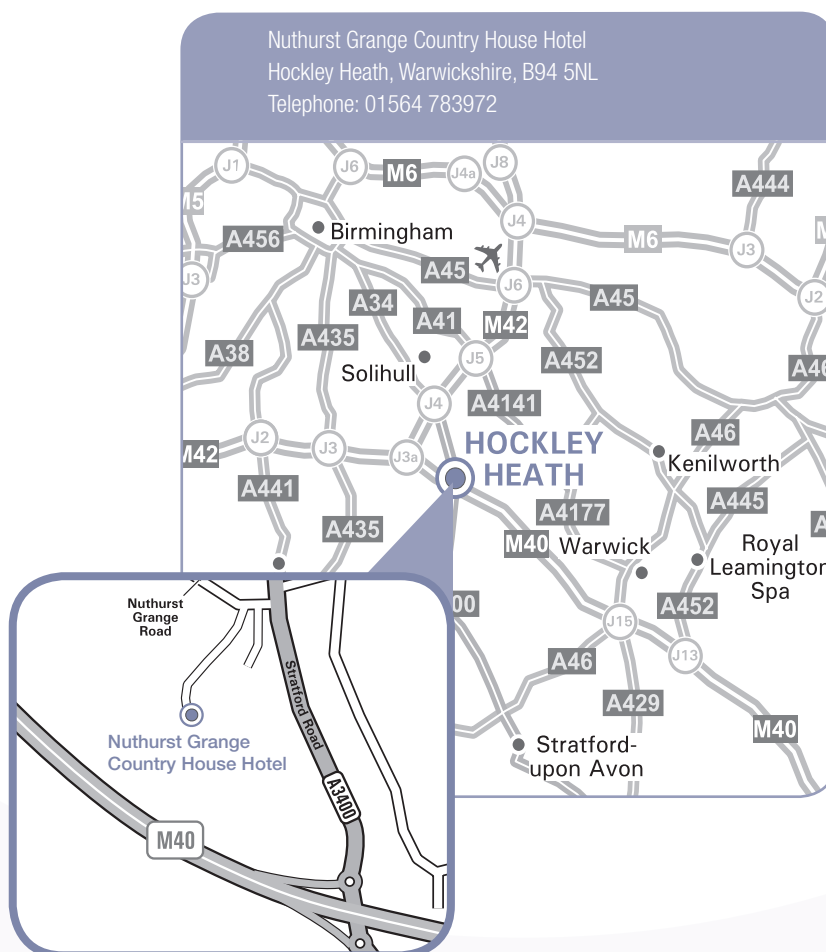 Nuthurst Grange Country House Hotel
Hockley Heath, Warwickshire, B94 5NL
Telephone: 01564 783972
J1
J6
M6
J4a
J8
A444
M5
A456
Birmingham
J4
M6
J3
J3
A45
J6
A45
J2
A34
A41
M42
A38
A435
Solihull
J5
A452
J4
A4141
A46
M42
J2
J3
J3a
HOCKLEY
HEATH
Kenilworth
A441
A435
A4177
A445
M40
Warwick
Royal
Leamington
Spa
A452
J15
J13
A46
A429
M40
Stratford-
upon Avon
Nuthurst
Grange
Road
Stratford Road
Nuthurst Grange
Country House Hotel
A3400
M40